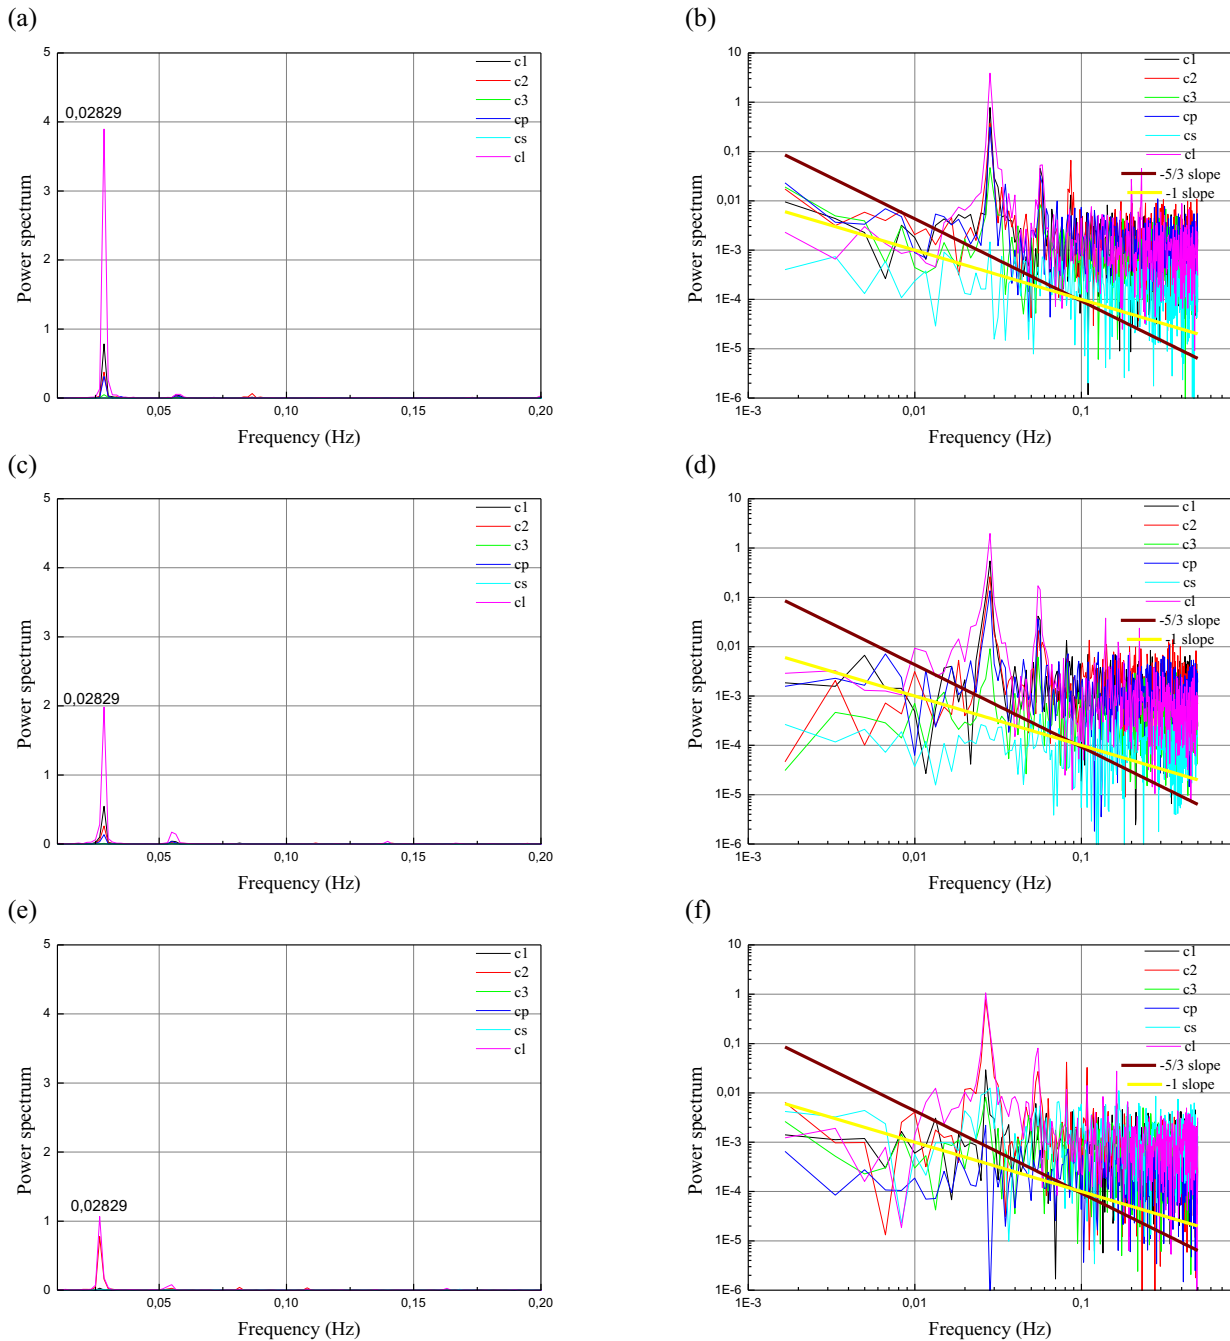 (a)
5
4
3
2
1
0
0,02829
c1
c2
c3
cp
cs
cl
0,05
0,10
0,15
0,20
Power spectrum
Frequency (Hz)
(b)
10
1
0,1
0,01
1E-3
1E-4
1E-5
1E-6
c1
c2
c3
cp
cs
cl
-5/3 slope
-1 slope
1E-3
0,01
0,1
Power spectrum
Frequency (Hz)
(c)
5
4
3
2
1
0
0,02829
c1
c2
c3
cp
cs
cl
0,05
0,10
0,15
0,20
Power spectrum
Frequency (Hz)
(d)
10
1
0,1
0,01
1E-3
1E-4
1E-5
1E-6
c1
c2
c3
cp
cs
cl
-5/3 slope
-1 slope
1E-3
0,01
0,1
Power spectrum
Frequency (Hz)
(e)
5
4
3
2
1
0
0,02829
c1
c2
c3
cp
cs
cl
0,05
0,10
0,15
0,20
Power spectrum
Frequency (Hz)
(f)
10
1
0,1
0,01
1E-3
1E-4
1E-5
1E-6
c1
c2
c3
cp
cs
cl
-5/3 slope
-1 slope
1E-3
0,01
0,1
Power spectrum
Frequency (Hz)